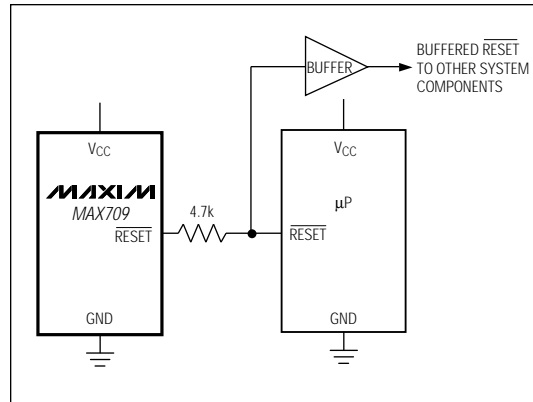 BUFFER
BUFFERED RESET
TO OTHER SYSTEM
COMPONENTS
VCC
MAXIM
MAX709
RESET
GND
4.7k
VCC
μP
RESET
GND